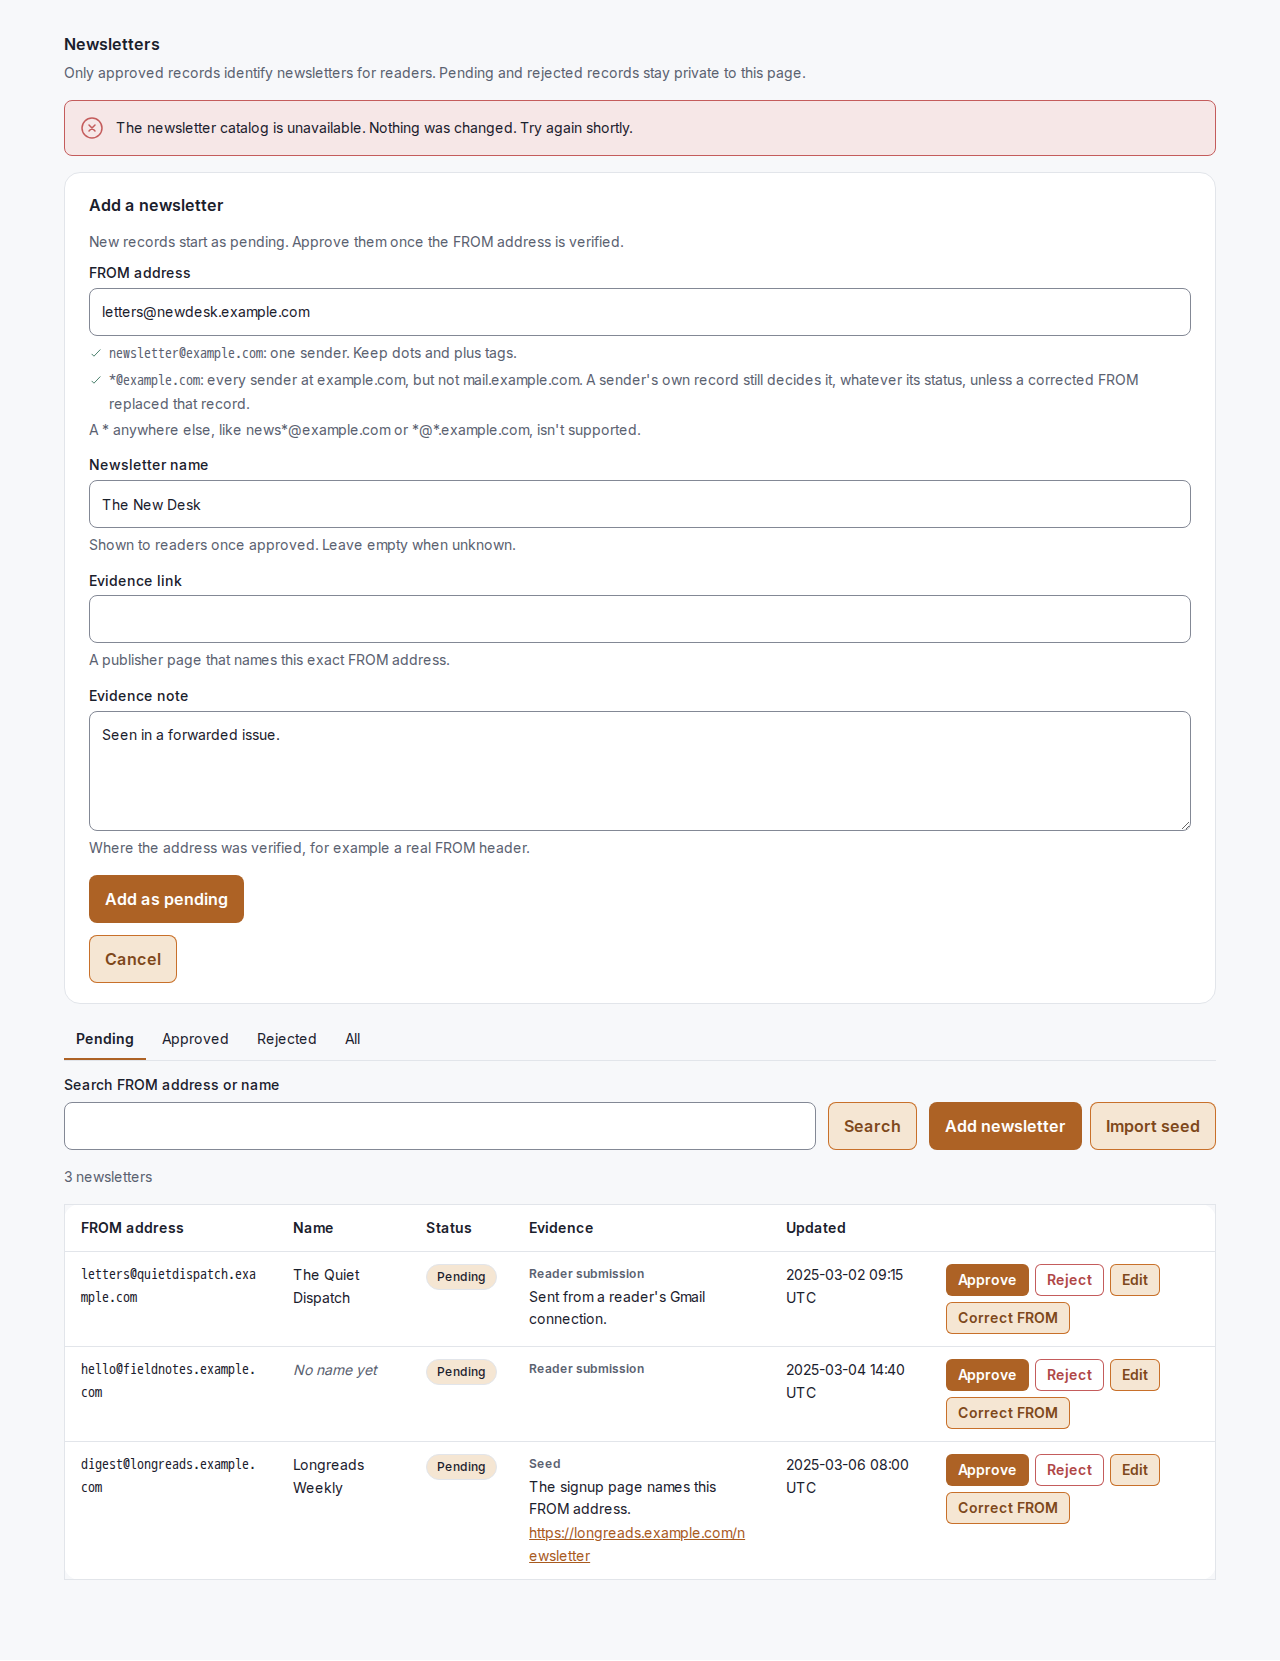 Newsletters
Only approved records identify newsletters for readers. Pending and rejected records stay private to this page.
The newsletter catalog is unavailable. Nothing was changed. Try again shortly.
Add a newsletter
New records start as pending. Approve them once the FROM address is verified.
FROM address
letters@newdesk.example.com
newsletter@example.com: one sender. Keep dots and plus tags.
*@example.com: every sender at example.com, but not mail.example.com. A sender's own record still decides it, whatever its status, unless a corrected FROM
replaced that record.
A * anywhere else, like news*@example.com or *@*.example.com, isn't supported.
Newsletter name
The New Desk
Shown to readers once approved. Leave empty when unknown.
Evidence link
A publisher page that names this exact FROM address.
Evidence note
Seen in a forwarded issue.
Where the address was verified, for example a real FROM header.
Add as pending
Cancel
Pending Approved Rejected All
Search FROM address or name
Search Add newsletter Import seed
3 newsletters
FROM address Name Status Evidence Updated
letters@quietdispatch.exa
mple.com
The Quiet
Dispatch
Pending
Reader submission
Sent from a reader's Gmail
connection.
2025-03-02 09:15
UTC
Approve Reject Edit
Correct FROM
hello@fieldnotes.example.
com
No name yet
Pending
Reader submission
2025-03-04 14:40
UTC
Approve Reject Edit
Correct FROM
digest@longreads.example.
com
Longreads
Weekly
Pending
Seed
The signup page names this
FROM address.
https://longreads.example.com/n
ewsletter
2025-03-06 08:00
UTC
Approve Reject Edit
Correct FROM